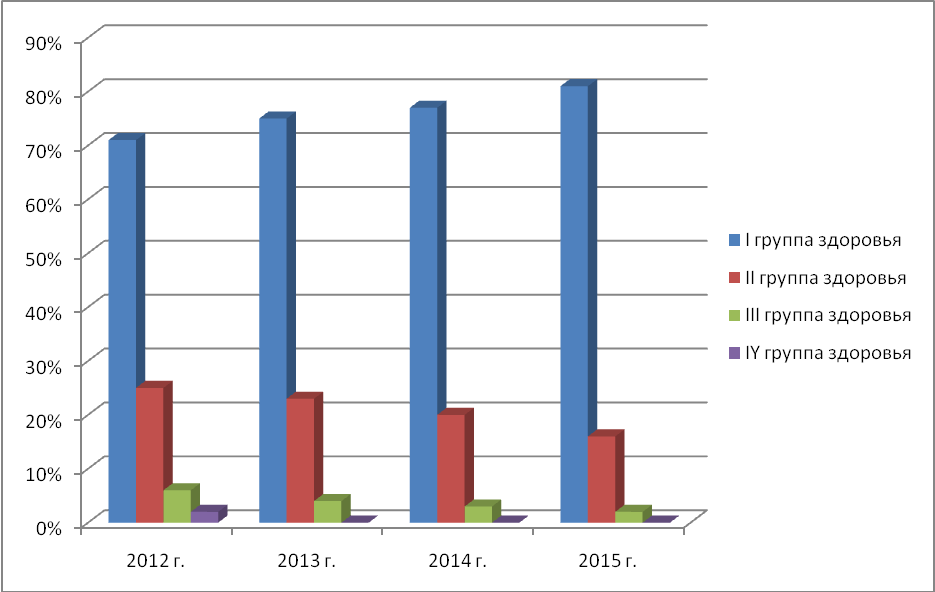 90%
80%
70%
60%
50%
40%
30%
20%
10%
0%
2012 г.
2013 г.
2014 г.
2015 г.
I группа здоровья
II группа здоровья
III группа здоровья
IY группа здоровья